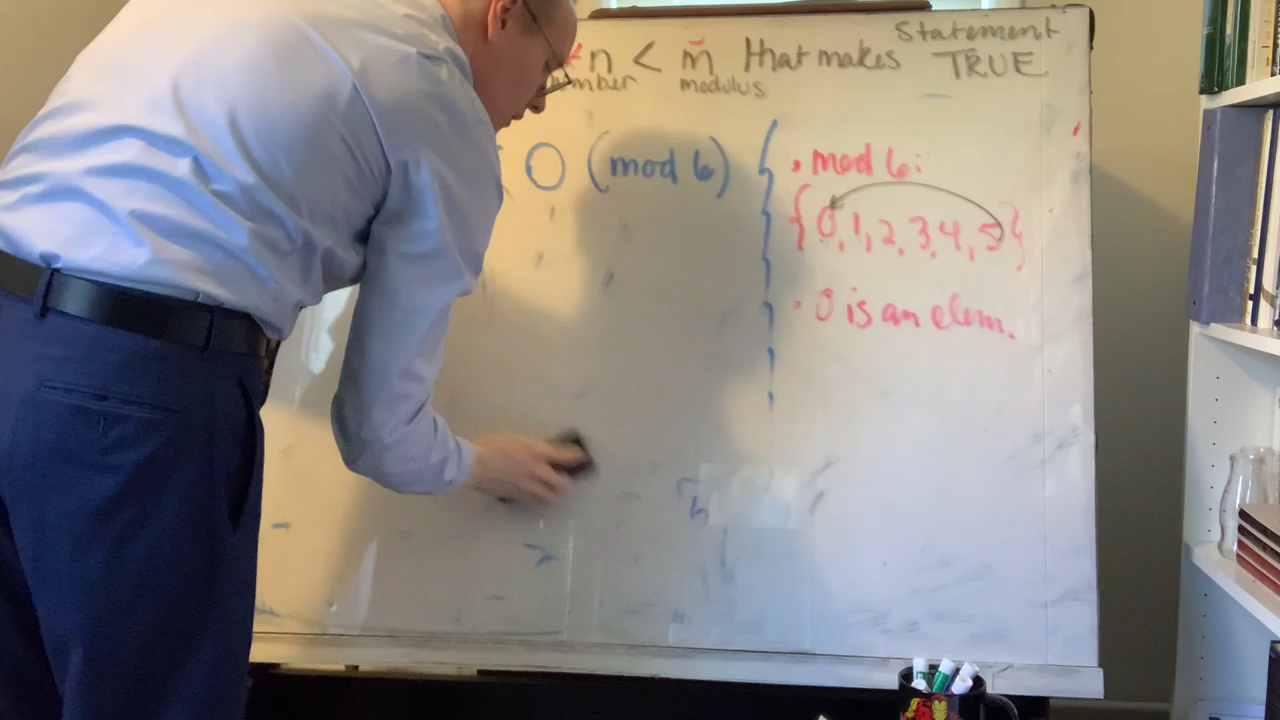 n < m that makes statement TRUE
modulus
0 (mod 6)
• mod 6:
{0, 1, 2, 3, 4, 5}
• 0 is an elem.